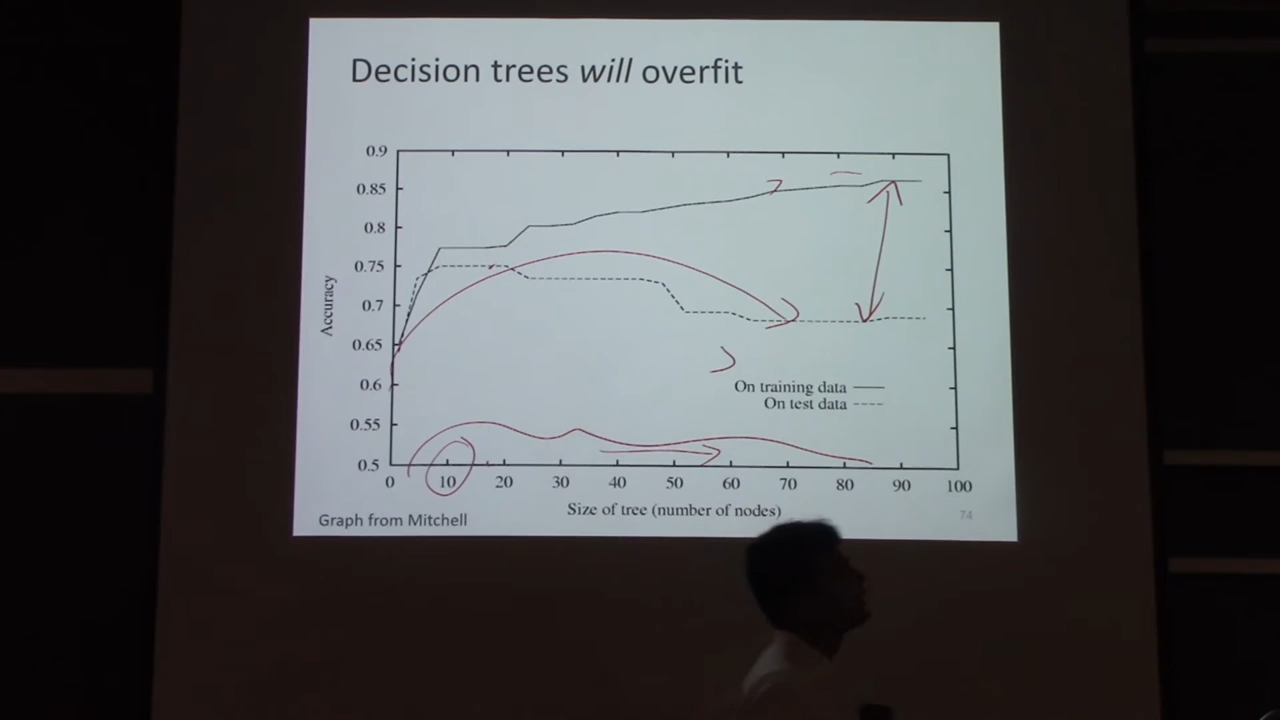 Decision trees will overfit
0.9
0.85
0.8
0.75
0.7
0.65
0.6
0.55
0.5
Accuracy
On training data
On test data
0 10 20 30 40 50 60 70 80 90 100
Size of tree (number of nodes)
Graph from Mitchell
74